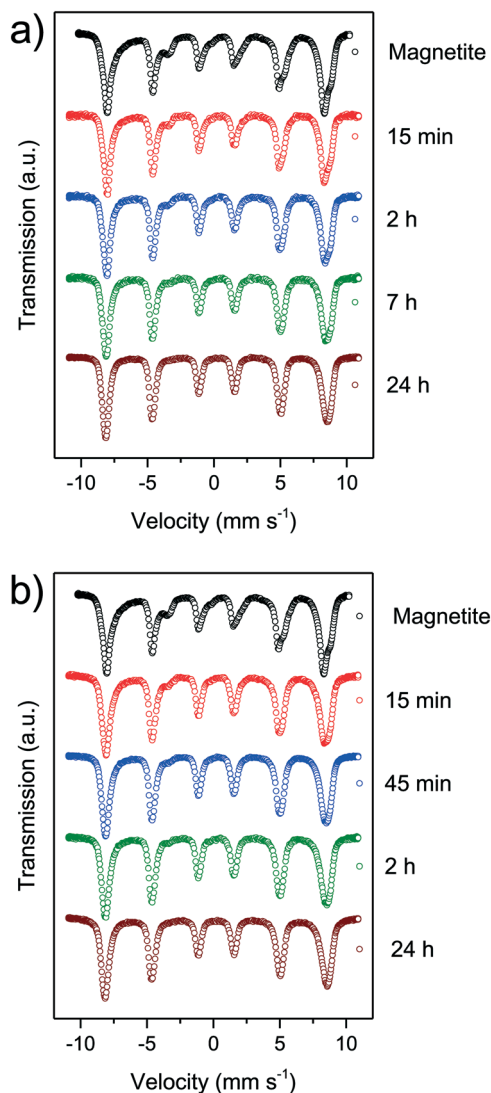 a)
Transmission (a.u.)
Magnetite
15 min
2 h
7 h
24 h
-10 -5 0 5 10
Velocity (mm s⁻¹)
b)
Transmission (a.u.)
Magnetite
15 min
45 min
2 h
24 h
-10 -5 0 5 10
Velocity (mm s⁻¹)